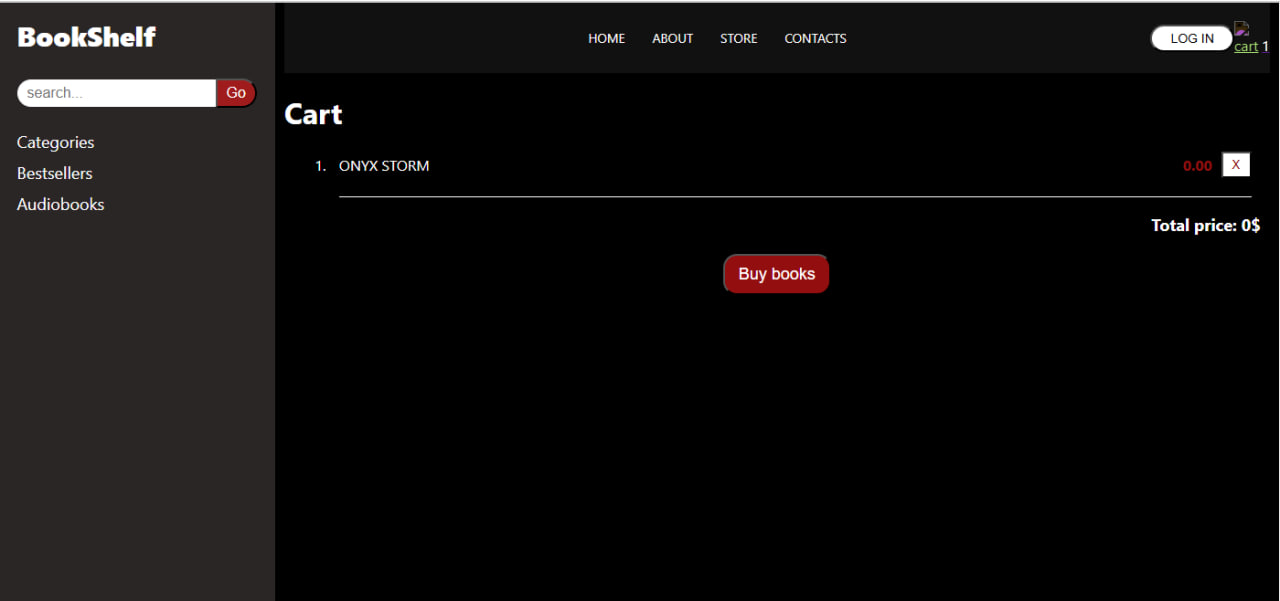 BookShelf
search...
Go
Categories
Bestsellers
Audiobooks
HOME ABOUT STORE CONTACTS
LOG IN
cart 1
Cart
1. ONYX STORM 0.00 X
Total price: 0$
Buy books